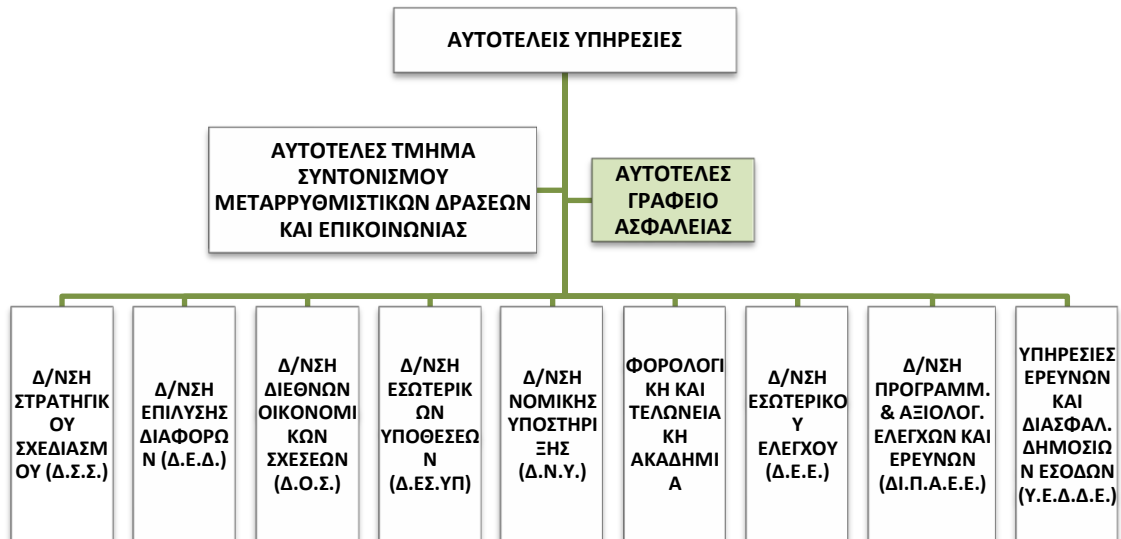 ΑΥΤΟΤΕΛΕΙΣ ΥΠΗΡΕΣΙΕΣ
ΑΥΤΟΤΕΛΕΣ ΤΜΗΜΑ
ΣΥΝΤΟΝΙΣΜΟΥ
ΜΕΤΑΡΡΥΘΜΙΣΤΙΚΩΝ ΔΡΑΣΕΩΝ
ΚΑΙ ΕΠΙΚΟΙΝΩΝΙΑΣ
ΑΥΤΟΤΕΛΕΣ
ΓΡΑΦΕΙΟ
ΑΣΦΑΛΕΙΑΣ
Δ/ΝΣΗ
ΣΤΡΑΤΗΓΙΚ
ΟΥ
ΣΧΕΔΙΑΣΜ
ΟΥ (Δ.Σ.Σ.)
Δ/ΝΣΗ
ΕΠΙΛΥΣΗΣ
ΔΙΑΦΟΡΩ
Ν (Δ.Ε.Δ.)
Δ/ΝΣΗ
ΔΙΕΘΝΩΝ
ΟΙΚΟΝΟΜΙ
ΚΩΝ
ΣΧΕΣΕΩΝ
(Δ.Ο.Σ.)
Δ/ΝΣΗ
ΕΣΩΤΕΡΙΚ
ΩΝ
ΥΠΟΘΕΣΕΩ
Ν
(Δ.ΕΣ.ΥΠ)
Δ/ΝΣΗ
ΝΟΜΙΚΗΣ
ΥΠΟΣΤΗΡΙ
ΞΗΣ
(Δ.Ν.Υ.)
ΦΟΡΟΛΟΓΙ
ΚΗ ΚΑΙ
ΤΕΛΩΝΕΙΑ
ΚΗ
ΑΚΑΔΗΜΙ
Α
Δ/ΝΣΗ
ΕΣΩΤΕΡΙΚΟ
Υ
ΕΛΕΓΧΟΥ
(Δ.Ε.Ε.)
Δ/ΝΣΗ
ΠΡΟΓΡΑΜΜ.
& ΑΞΙΟΛΟΓ.
ΕΛΕΓΧΩΝ ΚΑΙ
ΕΡΕΥΝΩΝ
(ΔΙ.Π.Α.Ε.Ε.)
ΥΠΗΡΕΣΙΕΣ
ΕΡΕΥΝΩΝ
ΚΑΙ
ΔΙΑΣΦΑΛ.
ΔΗΜΟΣΙΩ
Ν ΕΣΟΔΩΝ
(Υ.Ε.Δ.Δ.Ε.)